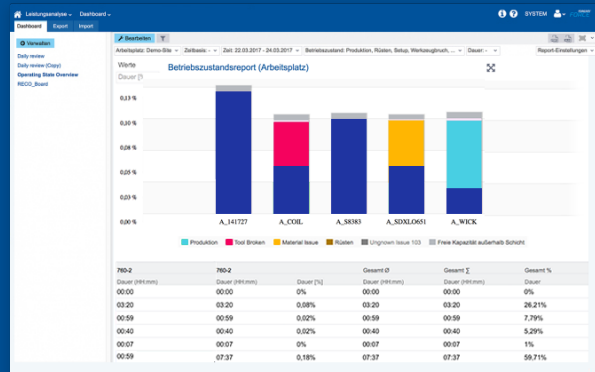 Leistungsanalyse Dashboard SYSTEM
Dashboard Export Import
Verwalten
Daily review
Daily review (Copy)
Operating State Overview
RECO_Board
Bearbeiten
Arbeitsplatz: Demo-Site Zeitbasis: - Zeit: 22.03.2017 - 24.03.2017 Betriebszustand: Produktion, Rüsten, Setup, Werkzeugbruch, ... Dauer: - Report-Einstellungen
Werte
Dauer [%
Betriebszustandsreport (Arbeitsplatz)
0,13 %
0,10 %
0,08 %
0,05 %
0,03 %
0,00 %
A_141727 A_COIL A_S8383 A_SDXLO651 A_WICK
Produktion Tool Broken Material Issue Rüsten Ungnown Issue 103 Freie Kapazität außerhalb Schicht
760-2 760-2 Gesamt Ø Gesamt ∑ Gesamt %
Dauer (HH:mm) Dauer (HH:mm) Dauer [%] Dauer (HH:mm) Dauer (HH:mm) Dauer
00:00 00:00 0% 00:00 00:00 0%
03:20 03:20 0,08% 03:20 03:20 26,21%
00:59 00:59 0,02% 00:59 00:59 7,79%
00:40 00:40 0,02% 00:40 00:40 5,29%
00:07 00:07 0% 00:07 00:07 1%
00:59 07:37 0,18% 07:37 07:37 59,71%